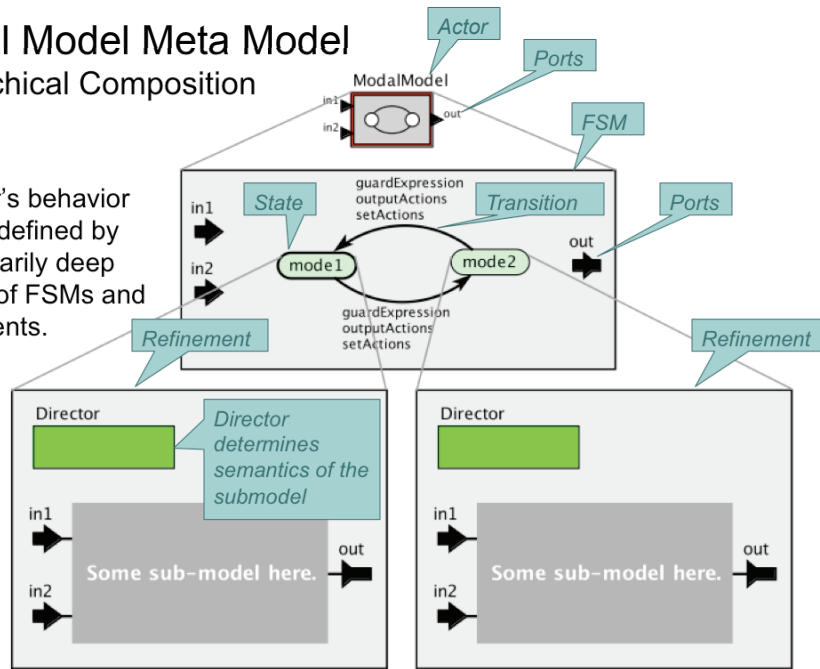 l Model Meta Model
chical Composition
Actor
Ports
ModalModel
in1
in2
out
FSM
r's behavior
defined by
arily deep
of FSMs and
ents.
in1
in2
State
guardExpression
outputActions
setActions
Transition
Ports
out
mode1
mode2
guardExpression
outputActions
setActions
Refinement
Refinement
Director
Director
determines
semantics of the
submodel
in1
in2
Some sub-model here.
out
Director
in1
in2
Some sub-model here.
out